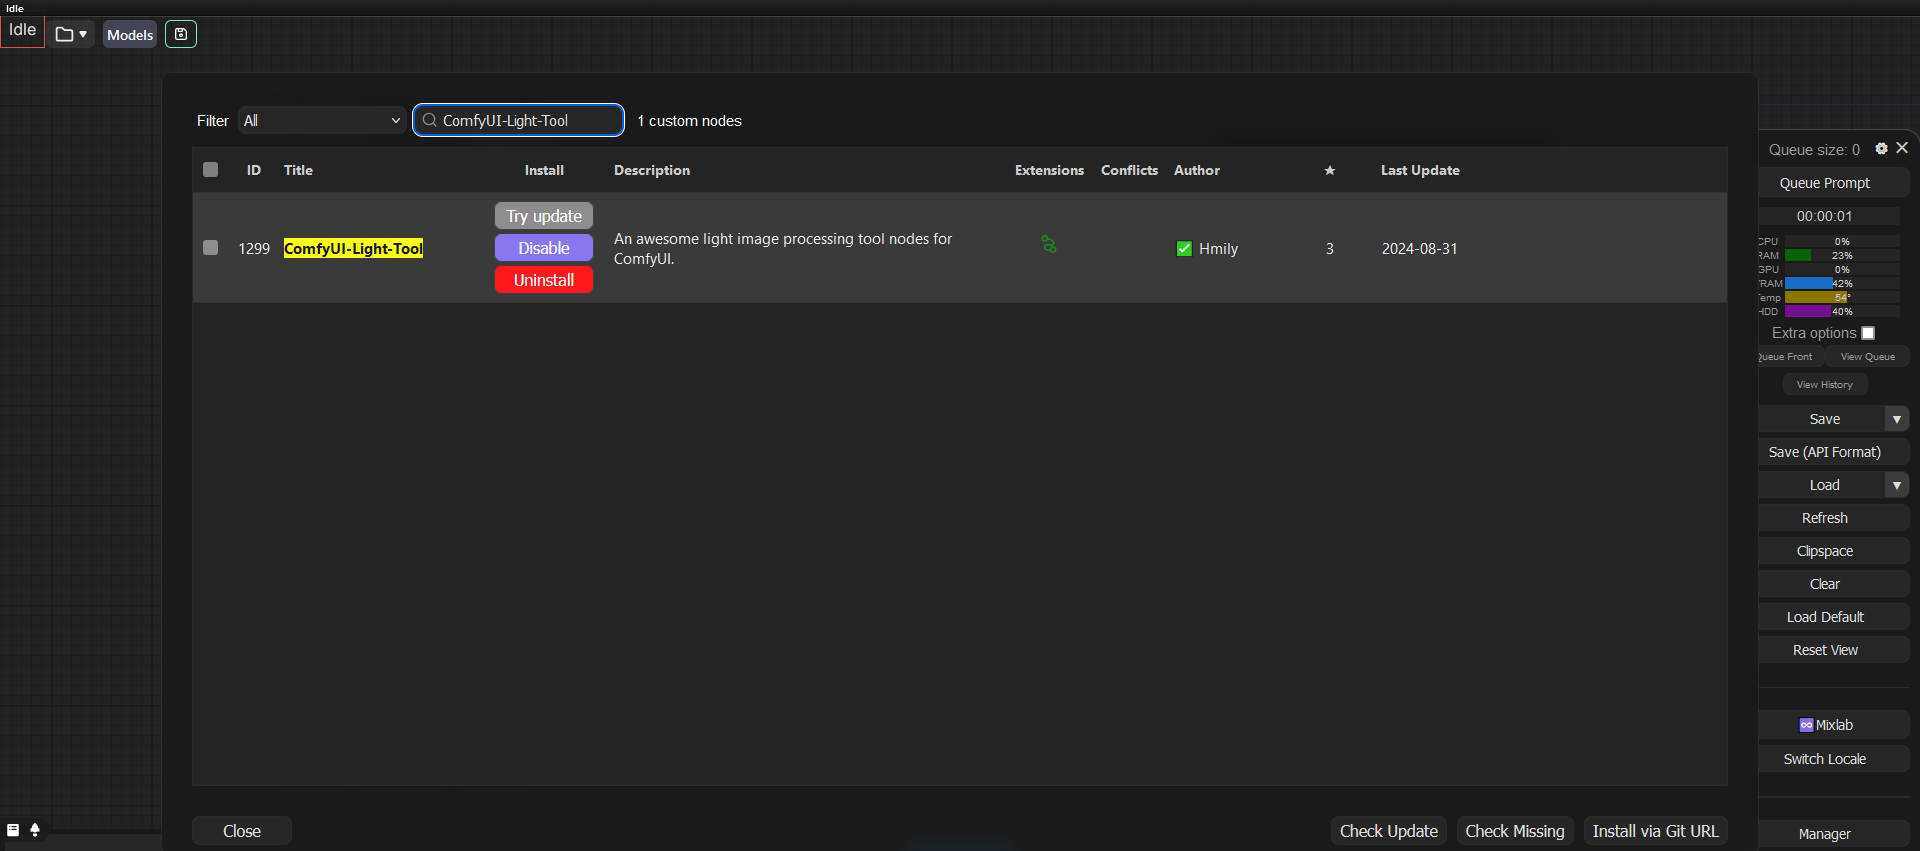 Idle
Idle
Models
Filter All ComfyUI-Light-Tool 1 custom nodes
ID Title Install Description Extensions Conflicts Author ★ Last Update
Try update
1299 ComfyUI-Light-Tool Disable An awesome light image processing tool nodes for ComfyUI. Hmily 3 2024-08-31
Uninstall
Close Check Update Check Missing Install via Git URL
Queue size: 0
Queue Prompt
00:00:01
CPU 0%
RAM 23%
GPU 0%
VRAM 42%
Temp 54°
HDD 40%
Extra options
Queue Front View Queue
View History
Save ▼
Save (API Format)
Load ▼
Refresh
Clipspace
Clear
Load Default
Reset View
Mixlab
Switch Locale
Manager